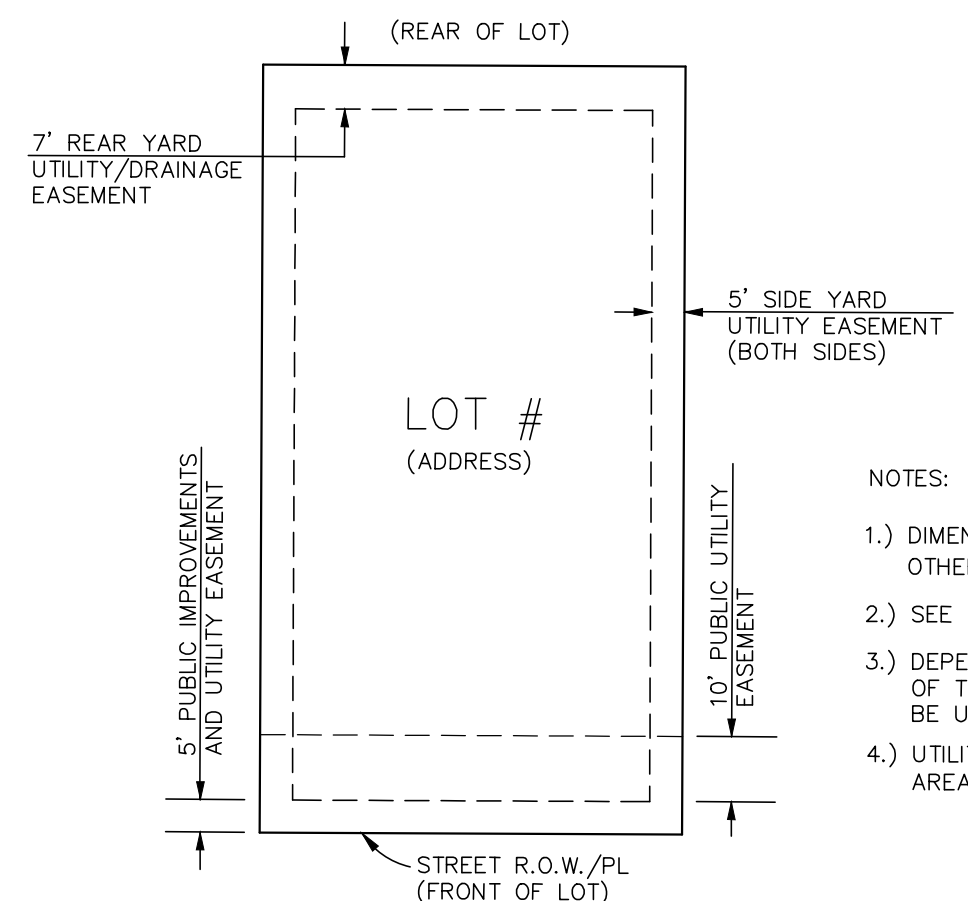 (REAR OF LOT)
7' REAR YARD
UTILITY/DRAINAGE
EASEMENT
5' SIDE YARD
UTILITY EASEMENT
(BOTH SIDES)
LOT #
(ADDRESS)
5' PUBLIC IMPROVEMENTS
AND UTILITY EASEMENT
10' PUBLIC UTILITY
EASEMENT
STREET R.O.W./PL
(FRONT OF LOT)
NOTES:
1.) DIMEN
OTHE
2.) SEE
3.) DEPE
OF T
BE U
4.) UTILI
AREA